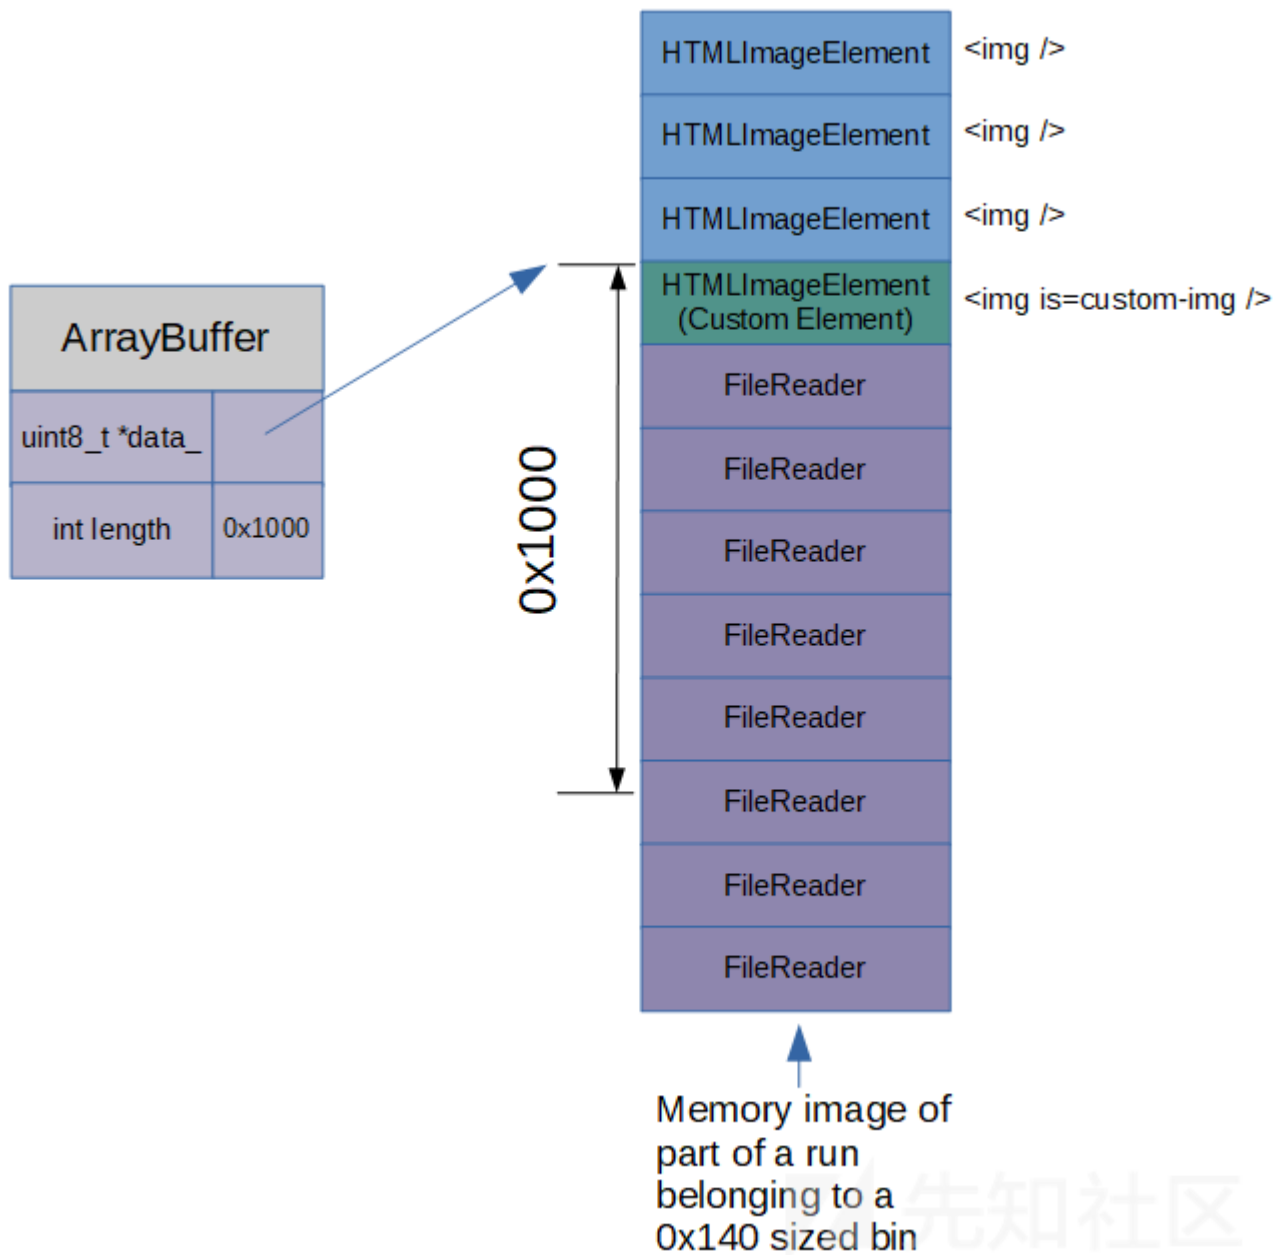 HTMLImageElement
<img />
HTMLImageElement
<img />
HTMLImageElement
<img />
HTMLImageElement
(Custom Element)
<img is=custom-img />
ArrayBuffer
uint8_t *data_
int length
0x1000
0x1000
FileReader
FileReader
FileReader
FileReader
FileReader
FileReader
FileReader
FileReader
Memory image of
part of a run
belonging to a
0x140 sized bin
先知社区